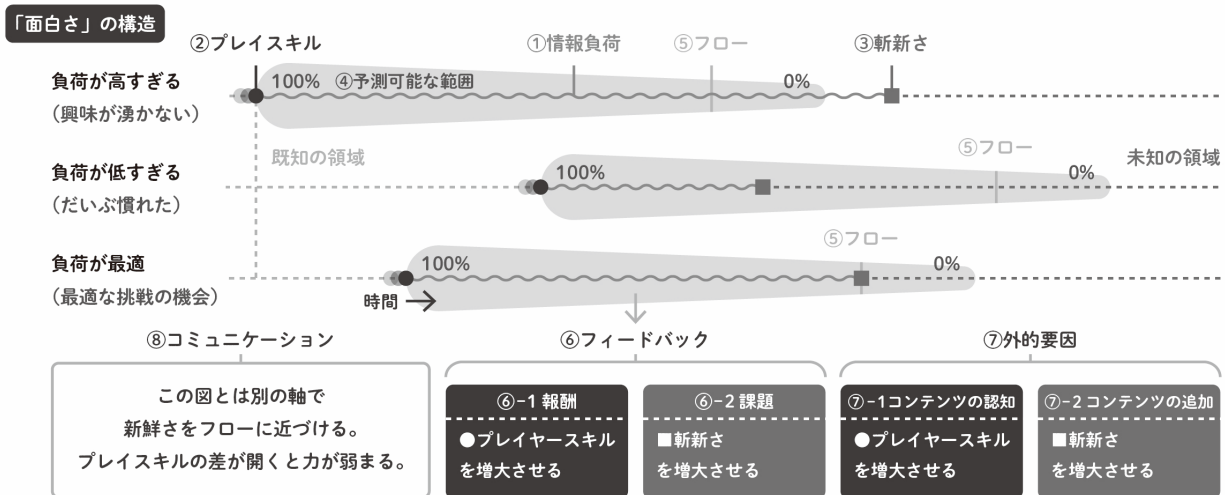 「面白さ」の構造
②プレイスキル
①情報負荷
⑤フロー
③斬新さ
負荷が高すぎる
（興味が湧かない）
100%
④予測可能な範囲
0%
既知の領域
⑤フロー
未知の領域
負荷が低すぎる
（だいぶ慣れた）
100%
0%
⑤フロー
負荷が最適
（最適な挑戦の機会）
100%
0%
時間
⑧コミュニケーション
この図とは別の軸で
新鮮さをフローに近づける。
プレイスキルの差が開くと力が弱まる。
⑥フィードバック
⑥-1 報酬
●プレイヤースキル
を増大させる
⑥-2 課題
■斬新さ
を増大させる
⑦外的要因
⑦-1コンテンツの認知
●プレイヤースキル
を増大させる
⑦-2コンテンツの追加
■斬新さ
を増大させる